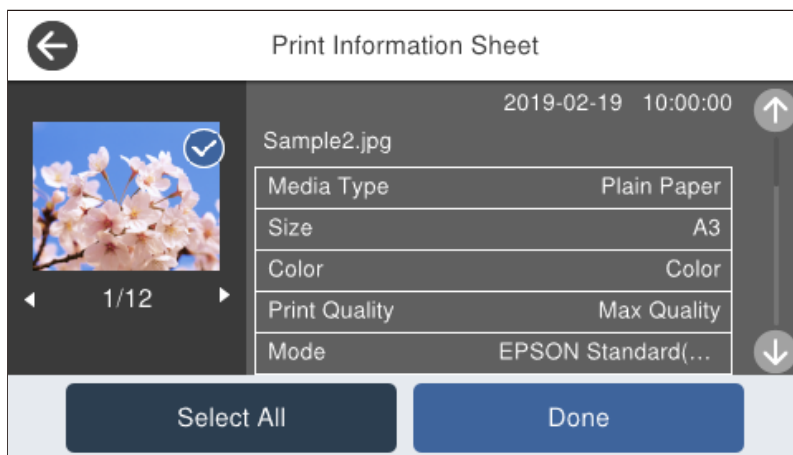 Print Information Sheet
2019-02-19 10:00:00
Sample2.jpg
Media Type Plain Paper
Size A3
Color Color
Print Quality Max Quality
Mode EPSON Standard(...
1/12
Select All Done